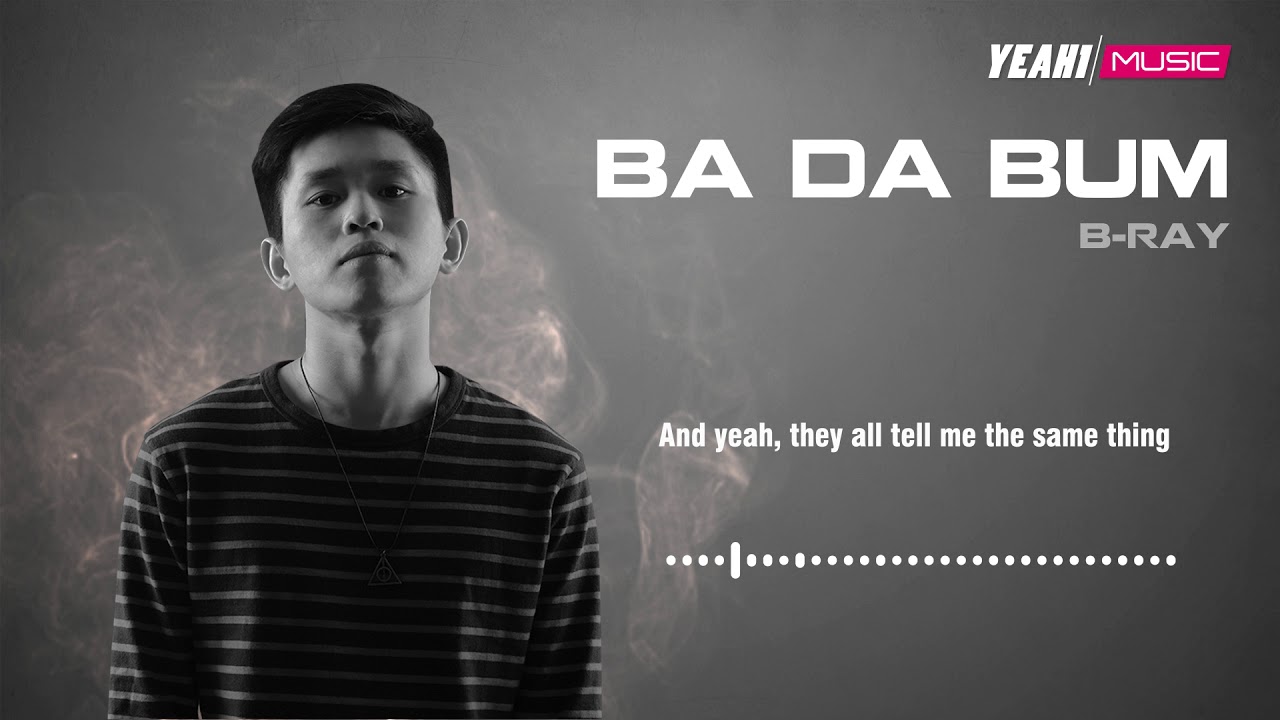 YEAH1 MUSIC
BA DA BUM
B-RAY
And yeah, they all tell me the same thing